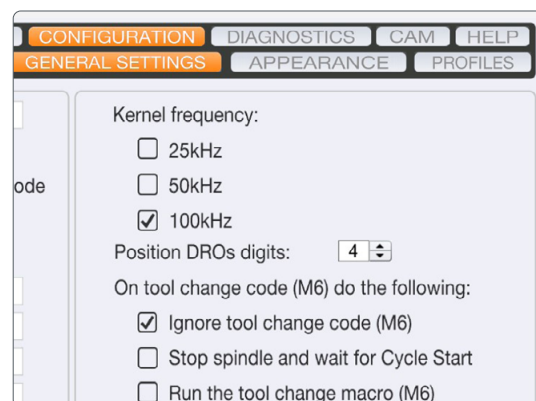 CONFIGURATION DIAGNOSTICS CAM HELP
GENERAL SETTINGS APPEARANCE PROFILES
Kernel frequency:
25kHz
50kHz
ode
100kHz
Position DROs digits: 4
On tool change code (M6) do the following:
Ignore tool change code (M6)
Stop spindle and wait for Cycle Start
Run the tool change macro (M6)